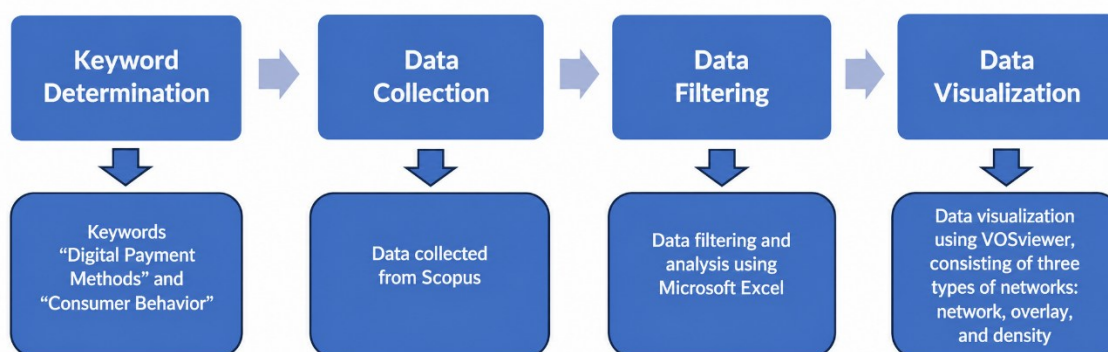 Keyword
Determination
Data
Collection
Data
Filtering
Data
Visualization
Keywords
“Digital Payment
Methods” and
“Consumer Behavior”
Data collected
from Scopus
Data filtering and
analysis using
Microsoft Excel
Data visualization
using VOSviewer,
consisting of three
types of networks:
network, overlay,
and density